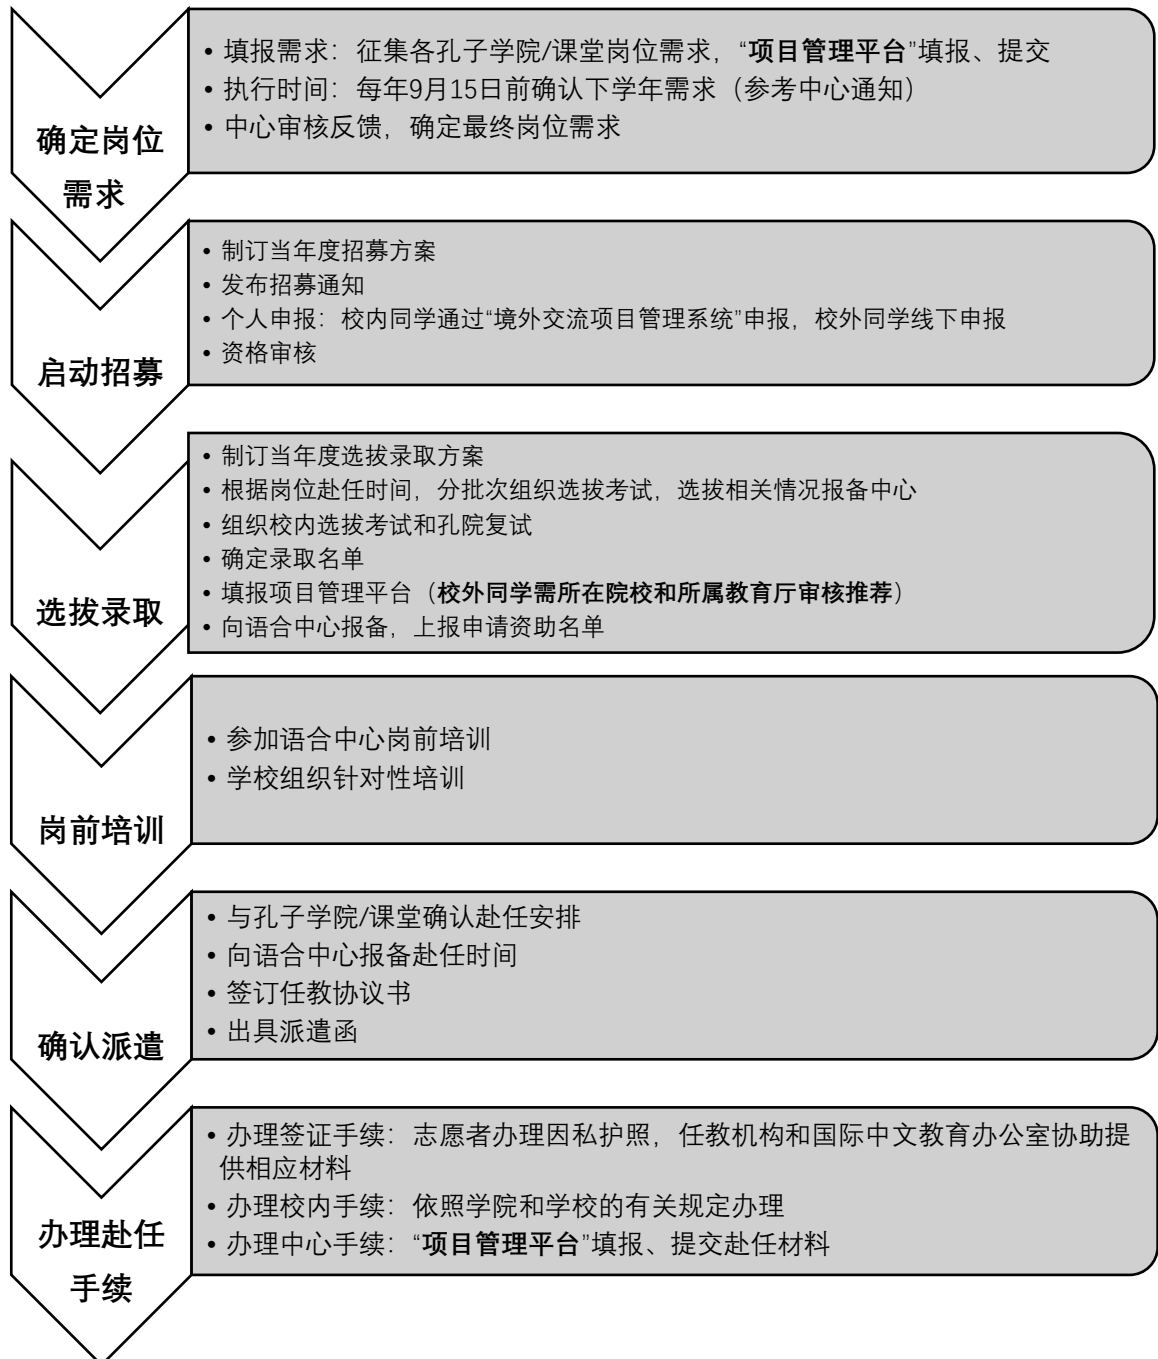 确定岗位
需求
• 填报需求：征集各孔子学院/课堂岗位需求，“项目管理平台”填报、提交
• 执行时间：每年9月15日前确认下学年需求（参考中心通知）
• 中心审核反馈，确定最终岗位需求
启动招募
• 制订当年度招募方案
• 发布招募通知
• 个人申报：校内同学通过“境外交流项目管理系统”申报，校外同学线下申报
• 资格审核
选拔录取
• 制订当年度选拔录取方案
• 根据岗位赴任时间，分批次组织选拔考试，选拔相关情况报备中心
• 组织校内选拔考试和孔院复试
• 确定录取名单
• 填报项目管理平台（校外同学需所在院校和所属教育厅审核推荐）
• 向语合中心报备，上报申请资助名单
岗前培训
• 参加语合中心岗前培训
• 学校组织针对性培训
确认派遣
• 与孔子学院/课堂确认赴任安排
• 向语合中心报备赴任时间
• 签订任教协议书
• 出具派遣函
办理赴任
手续
• 办理签证手续：志愿者办理因私护照，任教机构和国际中文教育办公室协助提
供相应材料
• 办理校内手续：依照学院和学校的有关规定办理
• 办理中心手续：“项目管理平台”填报、提交赴任材料